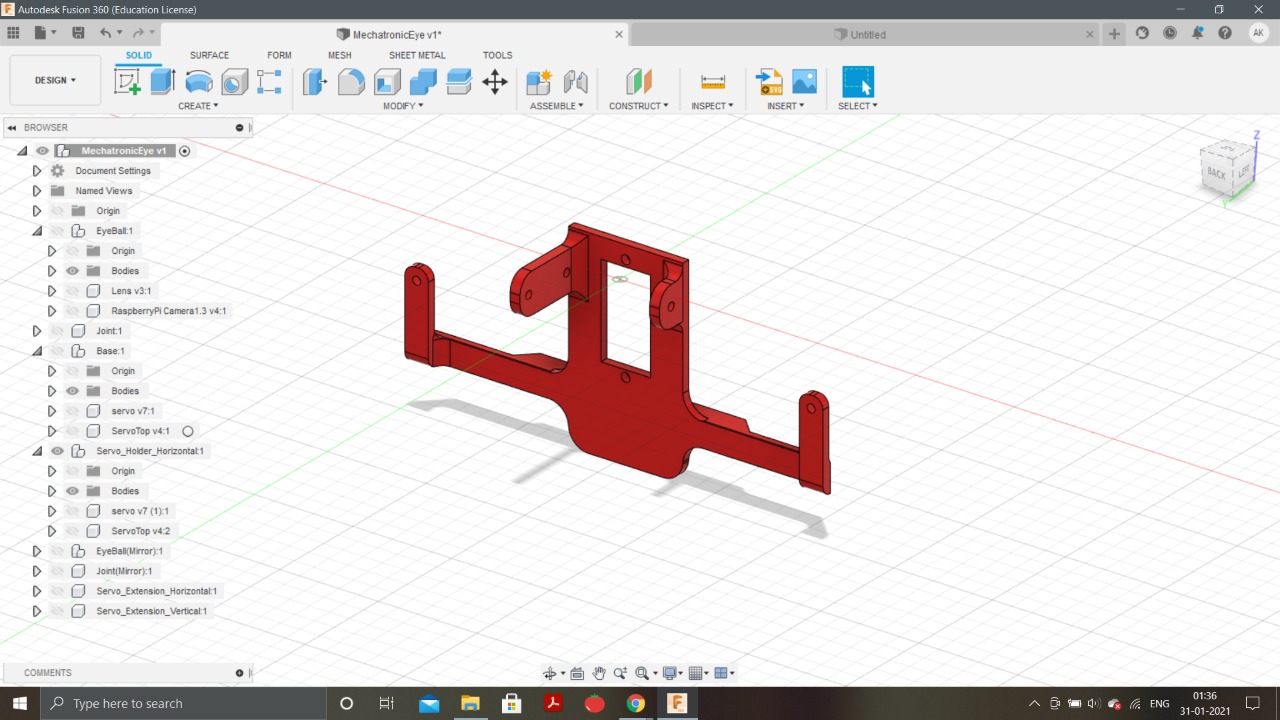 Autodesk Fusion 360 (Education License)
MechatronicEye v1*
Untitled
AK
DESIGN
SOLID
SURFACE
FORM
MESH
SHEET METAL
TOOLS
CREATE
MODIFY
ASSEMBLE
CONSTRUCT
INSPECT
INSERT
SELECT
SVG
BROWSER
MechatronicEye v1
Document Settings
Named Views
Origin
EyeBall:1
Origin
Bodies
Lens v3:1
RaspberryPi Camera1.3 v4:1
Joint:1
Base:1
Origin
Bodies
servo v7:1
ServoTop v4:1
Servo_Holder_Horizontal:1
Origin
Bodies
servo v7 (1):1
ServoTop v4:2
EyeBall(Mirror):1
Joint(Mirror):1
Servo_Extension_Horizontal:1
Servo_Extension_Vertical:1
Z
BACK
LEFT
Y
COMMENTS
Type here to search
ENG
01:36
31-01-2021